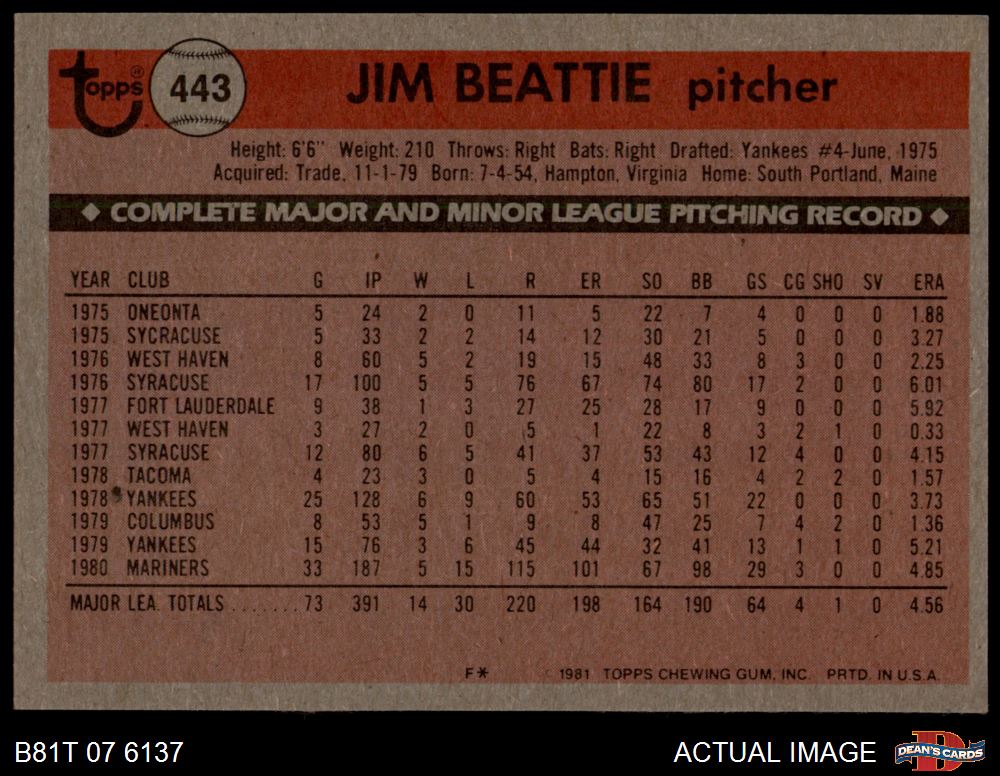 Topps® 443 JIM BEATTIE pitcher
Height: 6'6" Weight: 210 Throws: Right Bats: Right Drafted: Yankees #4-June, 1975
Acquired: Trade, 11-1-79 Born: 7-4-54, Hampton, Virginia Home: South Portland, Maine
◆ COMPLETE MAJOR AND MINOR LEAGUE PITCHING RECORD ◆
YEAR CLUB G IP W L R ER SO BB GS CG SHO SV ERA
1975 ONEONTA 5 24 2 0 11 5 22 7 4 0 0 0 1.88
1975 SYCRACUSE 5 33 2 2 14 12 30 21 5 0 0 0 3.27
1976 WEST HAVEN 8 60 5 2 19 15 48 33 8 3 0 0 2.25
1976 SYRACUSE 17 100 5 5 76 67 74 80 17 2 0 0 6.01
1977 FORT LAUDERDALE 9 38 1 3 27 25 28 17 9 0 0 0 5.92
1977 WEST HAVEN 3 27 2 0 5 1 22 8 3 2 1 0 0.33
1977 SYRACUSE 12 80 6 5 41 37 53 43 12 4 0 0 4.15
1978 TACOMA 4 23 3 0 5 4 15 16 4 2 2 0 1.57
1978 YANKEES 25 128 6 9 60 53 65 51 22 0 0 0 3.73
1979 COLUMBUS 8 53 5 1 9 8 47 25 7 4 2 0 1.36
1979 YANKEES 15 76 3 6 45 44 32 41 13 1 1 0 5.21
1980 MARINERS 33 187 5 15 115 101 67 98 29 3 0 0 4.85
MAJOR LEA. TOTALS ....... 73 391 14 30 220 198 164 190 64 4 1 0 4.56
F* © 1981 TOPPS CHEWING GUM, INC. PRTD. IN U.S.A.
B81T 07 6137 ACTUAL IMAGE D DEAN'S CARDS